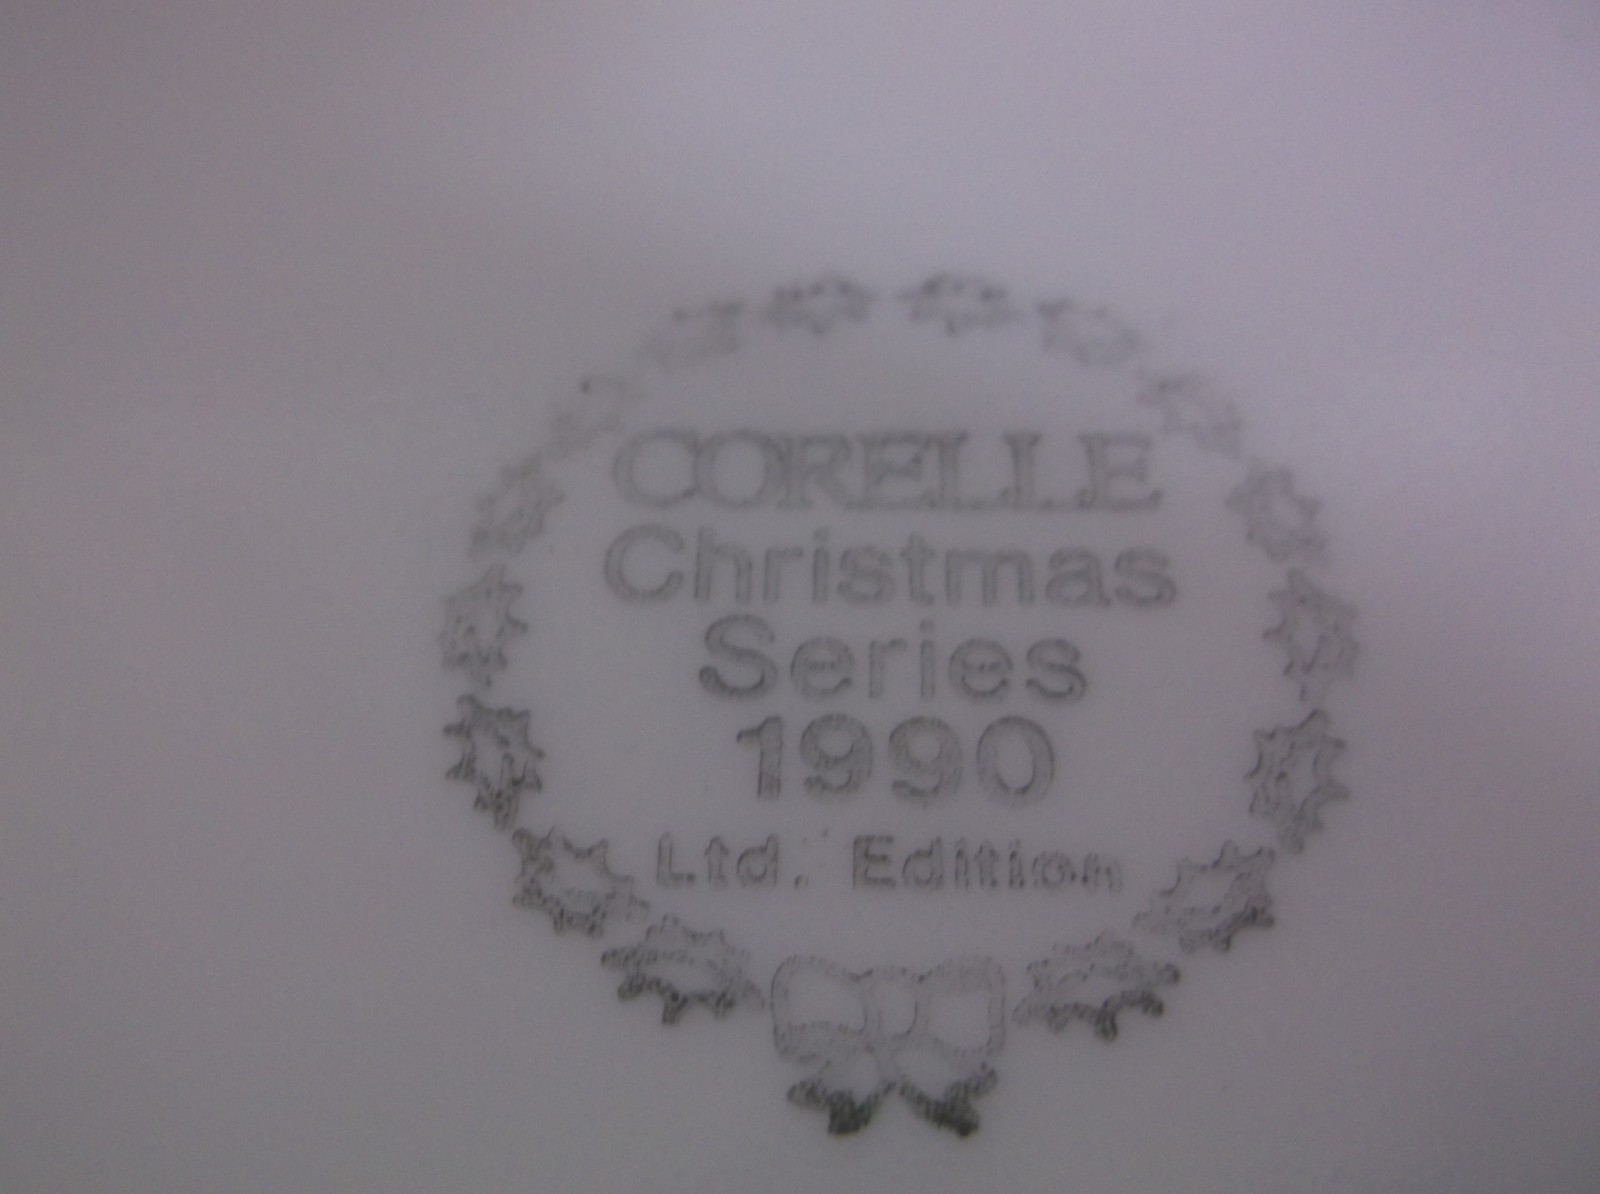 CORELLE
Christmas
Series
1990
Ltd. Edition